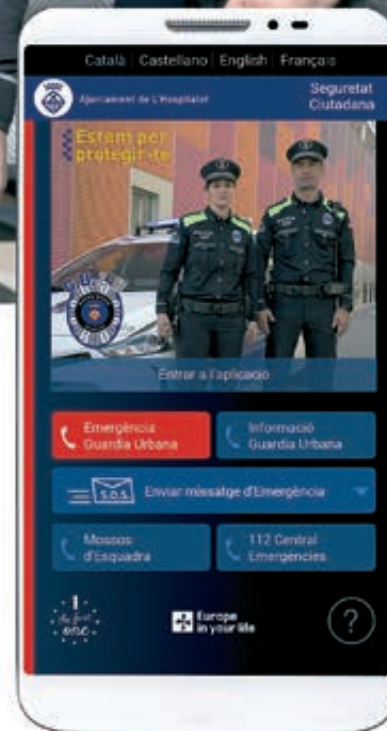 Català Castellano English Français
Ajuntament de L'Hospitalet
Seguretat
Ciutadana
Estem per
protegir-te
Entrar a l'aplicació
Emergència
Guardia Urbana
Informació
Guardia Urbana
S.O.S.
Enviar missatge d'Emergència
Mossos
d'Esquadra
112 Central
Emergències
Europe
in your life
?